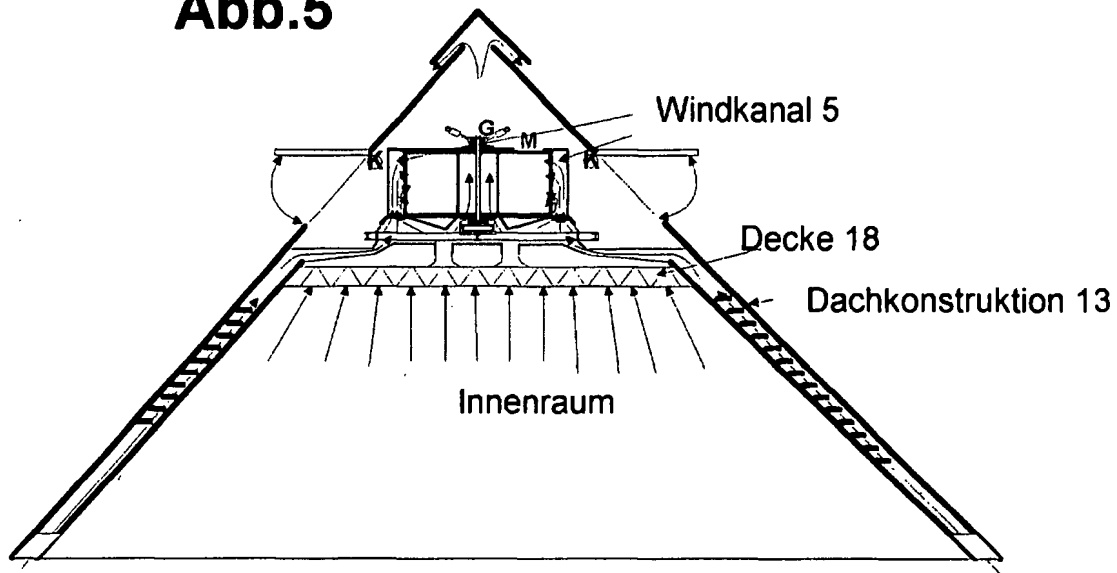 Abb.5
Windkanal 5
G
M
K
K
Decke 18
Dachkonstruktion 13
Innenraum